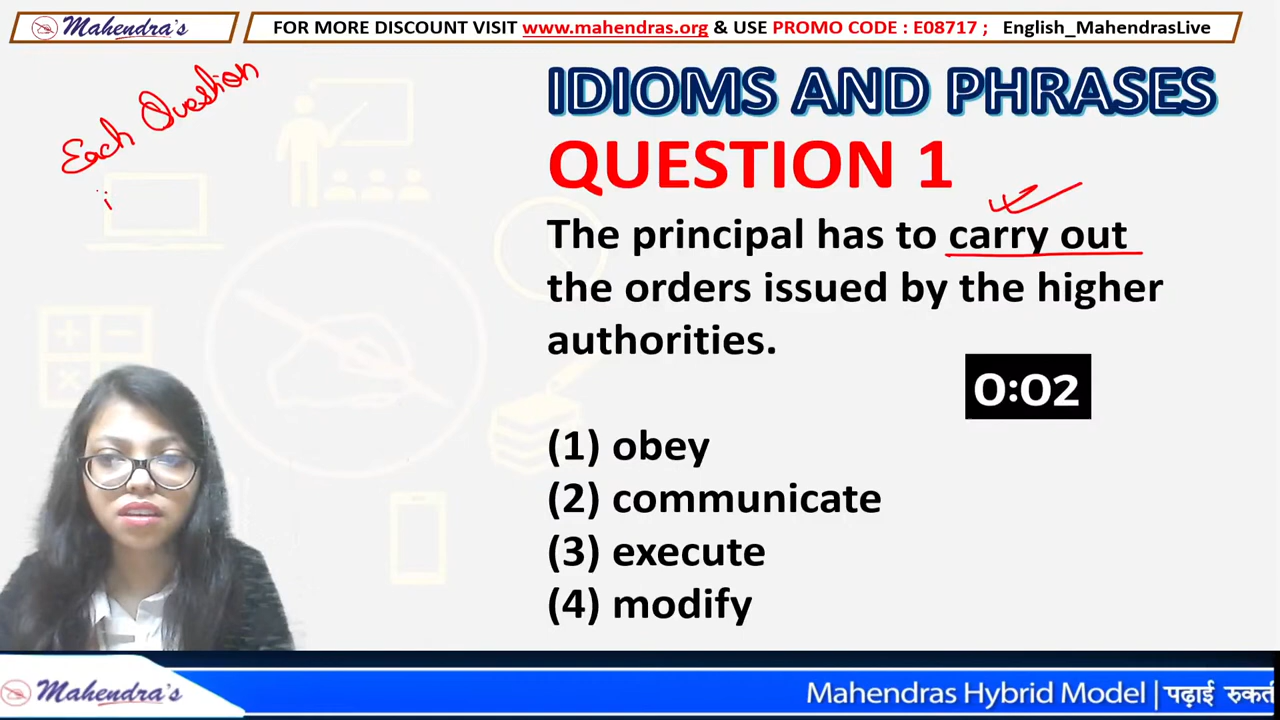 Mahendra's
FOR MORE DISCOUNT VISIT www.mahendras.org & USE PROMO CODE : E08717 ; English_MahendrasLive
Each Question
IDIOMS AND PHRASES
QUESTION 1
The principal has to carry out
the orders issued by the higher
authorities.
0:02
(1) obey
(2) communicate
(3) execute
(4) modify
Mahendra's
Mahendras Hybrid Model | पढ़ाई रुकती